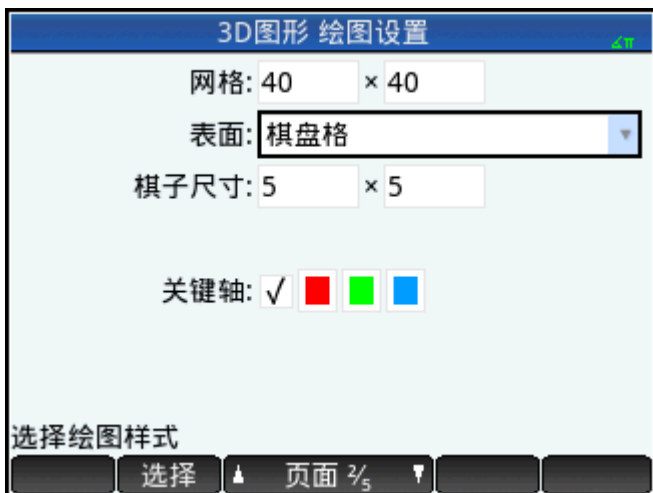 3D图形 绘图设置
∡π
网格: 40 × 40
表面: 棋盘格
棋子尺寸: 5 × 5
关键轴: √
选择绘图样式
选择 页面 ⅖